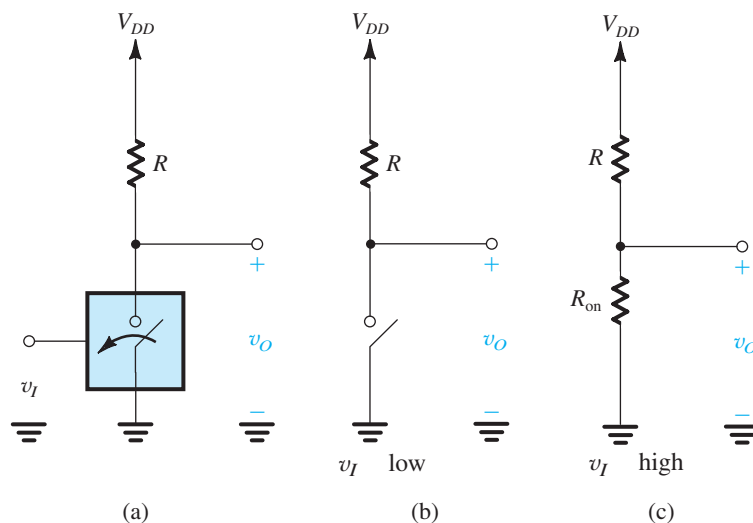 V_DD V_DD V_DD
R R R
+ + +
R_on
v_I v_O v_O v_O
− − −
v_I low v_I high
(a) (b) (c)